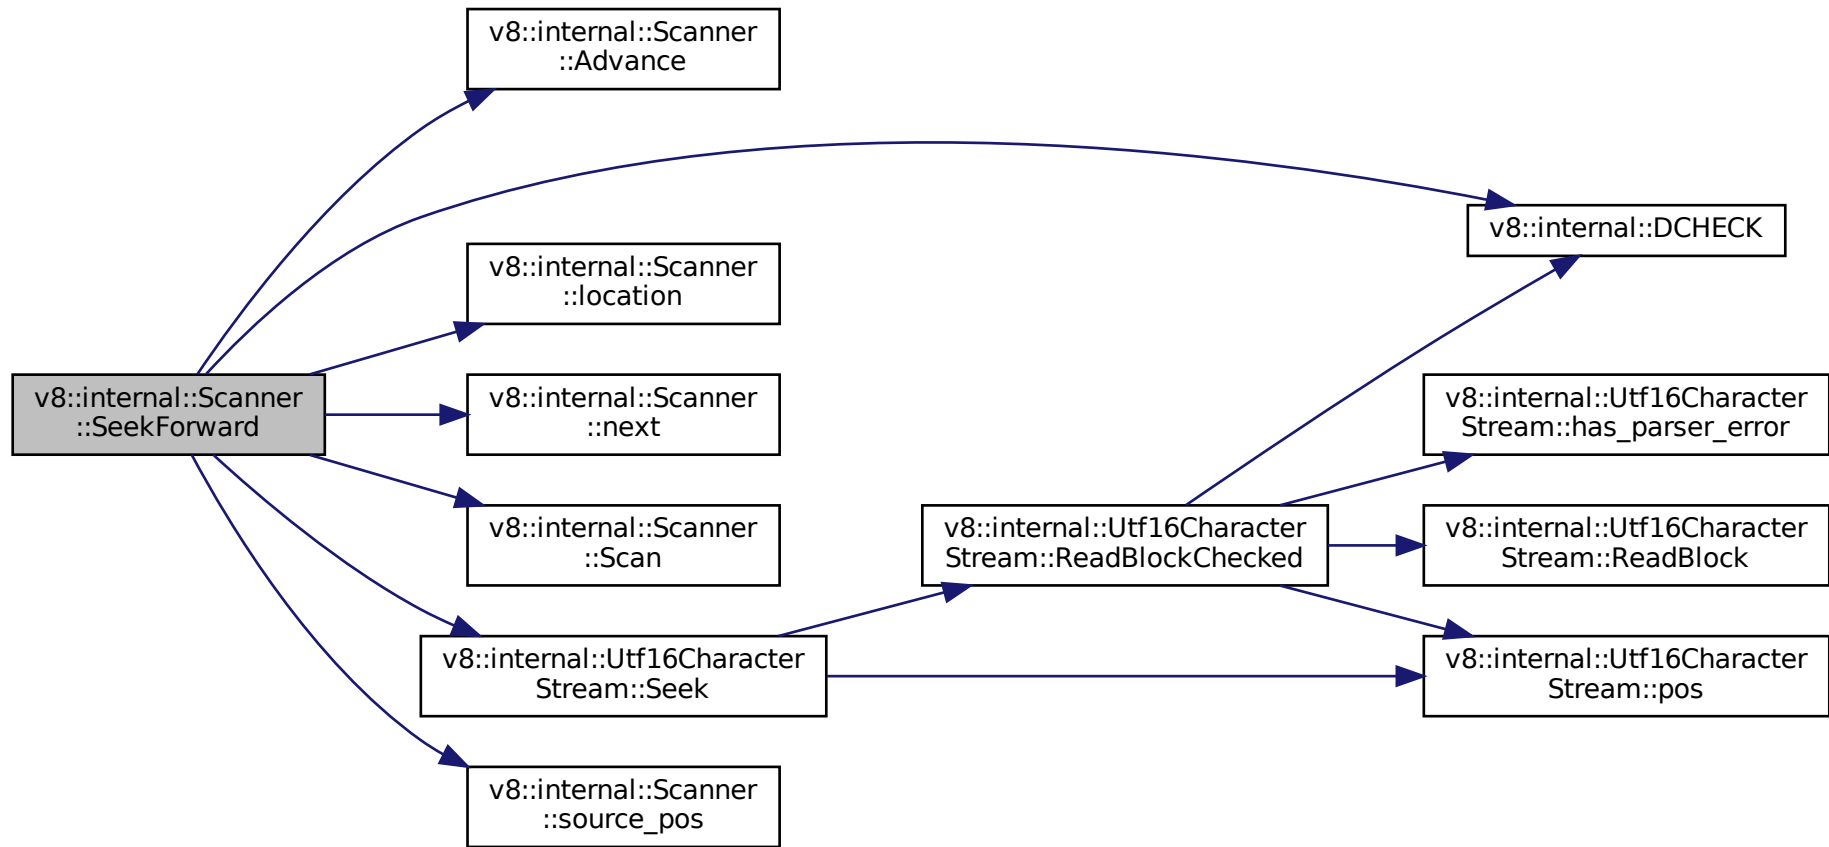 v8::internal::Scanner
::SeekForward
v8::internal::Scanner
::Advance
v8::internal::DCHECK
v8::internal::Scanner
::location
v8::internal::Scanner
::next
v8::internal::Scanner
::Scan
v8::internal::Utf16Character
Stream::Seek
v8::internal::Scanner
::source_pos
v8::internal::Utf16Character
Stream::ReadBlockChecked
v8::internal::Utf16Character
Stream::has_parser_error
v8::internal::Utf16Character
Stream::ReadBlock
v8::internal::Utf16Character
Stream::pos